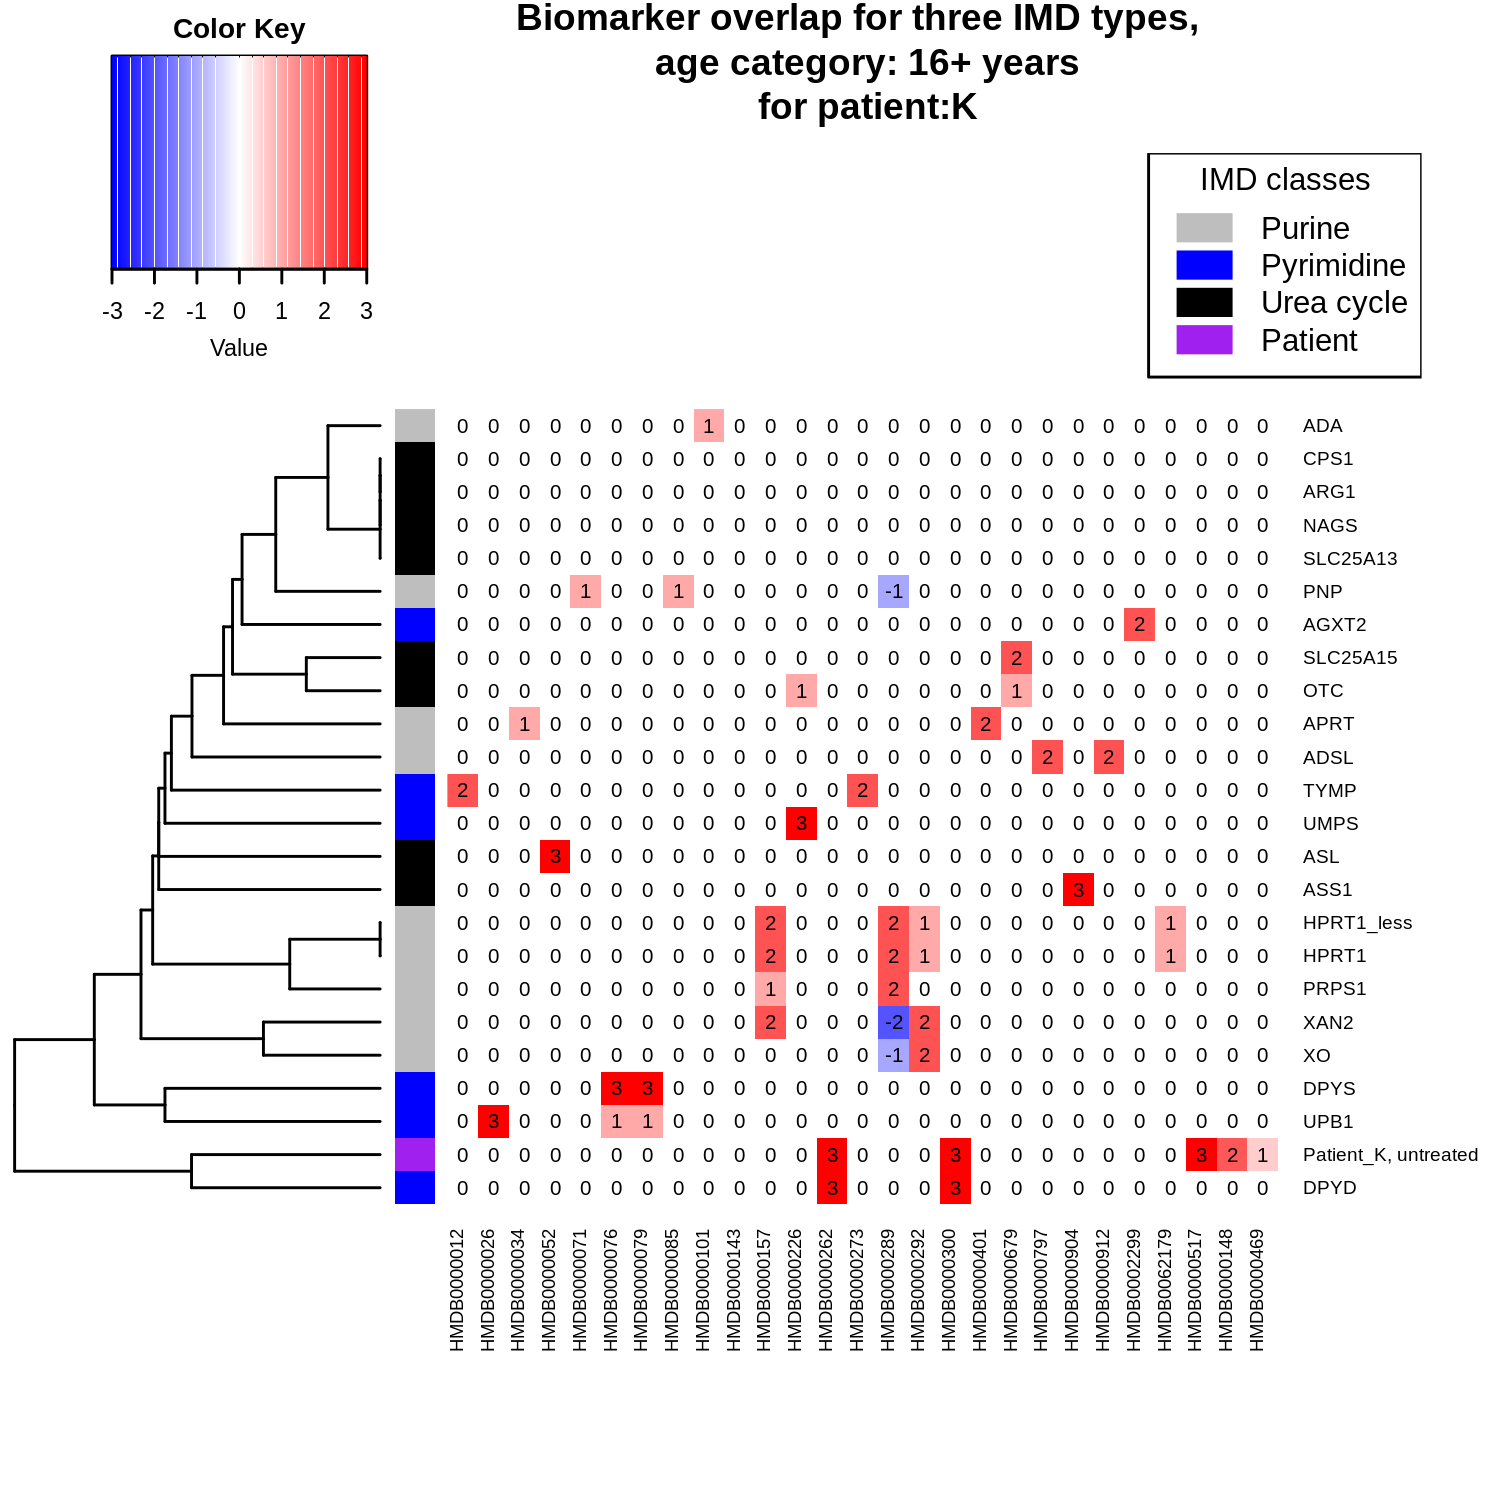 Color Key
-3 -2 -1 0 1 2 3
Value
Biomarker overlap for three IMD types,
age category: 16+ years
for patient:K
IMD classes
Purine
Pyrimidine
Urea cycle
Patient
0 0 0 0 0 0 0 0 1 0 0 0 0 0 0 0 0 0 0 0 0 0 0 0 0 0 0 ADA
0 0 0 0 0 0 0 0 0 0 0 0 0 0 0 0 0 0 0 0 0 0 0 0 0 0 0 CPS1
0 0 0 0 0 0 0 0 0 0 0 0 0 0 0 0 0 0 0 0 0 0 0 0 0 0 0 ARG1
0 0 0 0 0 0 0 0 0 0 0 0 0 0 0 0 0 0 0 0 0 0 0 0 0 0 0 NAGS
0 0 0 0 0 0 0 0 0 0 0 0 0 0 0 0 0 0 0 0 0 0 0 0 0 0 0 SLC25A13
0 0 0 0 1 0 0 1 0 0 0 0 0 0 -1 0 0 0 0 0 0 0 0 0 0 0 0 PNP
0 0 0 0 0 0 0 0 0 0 0 0 0 0 0 0 0 0 0 0 0 0 2 0 0 0 0 AGXT2
0 0 0 0 0 0 0 0 0 0 0 0 0 0 0 0 0 0 2 0 0 0 0 0 0 0 0 SLC25A15
0 0 0 0 0 0 0 0 0 0 0 1 0 0 0 0 0 0 1 0 0 0 0 0 0 0 0 OTC
0 0 1 0 0 0 0 0 0 0 0 0 0 0 0 0 0 2 0 0 0 0 0 0 0 0 0 APRT
0 0 0 0 0 0 0 0 0 0 0 0 0 0 0 0 0 0 0 2 0 2 0 0 0 0 0 ADSL
2 0 0 0 0 0 0 0 0 0 0 0 0 2 0 0 0 0 0 0 0 0 0 0 0 0 0 TYMP
0 0 0 0 0 0 0 0 0 0 0 3 0 0 0 0 0 0 0 0 0 0 0 0 0 0 0 UMPS
0 0 0 3 0 0 0 0 0 0 0 0 0 0 0 0 0 0 0 0 0 0 0 0 0 0 0 ASL
0 0 0 0 0 0 0 0 0 0 0 0 0 0 0 0 0 0 0 0 3 0 0 0 0 0 0 ASS1
0 0 0 0 0 0 0 0 0 0 2 0 0 0 2 1 0 0 0 0 0 0 0 1 0 0 0 HPRT1_less
0 0 0 0 0 0 0 0 0 0 2 0 0 0 2 1 0 0 0 0 0 0 0 1 0 0 0 HPRT1
0 0 0 0 0 0 0 0 0 0 1 0 0 0 2 0 0 0 0 0 0 0 0 0 0 0 0 PRPS1
0 0 0 0 0 0 0 0 0 0 2 0 0 0 -2 2 0 0 0 0 0 0 0 0 0 0 0 XAN2
0 0 0 0 0 0 0 0 0 0 0 0 0 0 -1 2 0 0 0 0 0 0 0 0 0 0 0 XO
0 0 0 0 0 3 3 0 0 0 0 0 0 0 0 0 0 0 0 0 0 0 0 0 0 0 0 DPYS
0 3 0 0 0 1 1 0 0 0 0 0 0 0 0 0 0 0 0 0 0 0 0 0 0 0 0 UPB1
0 0 0 0 0 0 0 0 0 0 0 0 3 0 0 0 3 0 0 0 0 0 0 0 3 2 1 Patient_K, untreated
0 0 0 0 0 0 0 0 0 0 0 0 3 0 0 0 3 0 0 0 0 0 0 0 0 0 0 DPYD
HMDB0000012
HMDB0000026
HMDB0000034
HMDB0000052
HMDB0000071
HMDB0000076
HMDB0000079
HMDB0000085
HMDB0000101
HMDB0000143
HMDB0000157
HMDB0000226
HMDB0000262
HMDB0000273
HMDB0000289
HMDB0000292
HMDB0000300
HMDB0000401
HMDB0000679
HMDB0000797
HMDB0000904
HMDB0000912
HMDB0002299
HMDB0062179
HMDB0000517
HMDB0000148
HMDB0000469